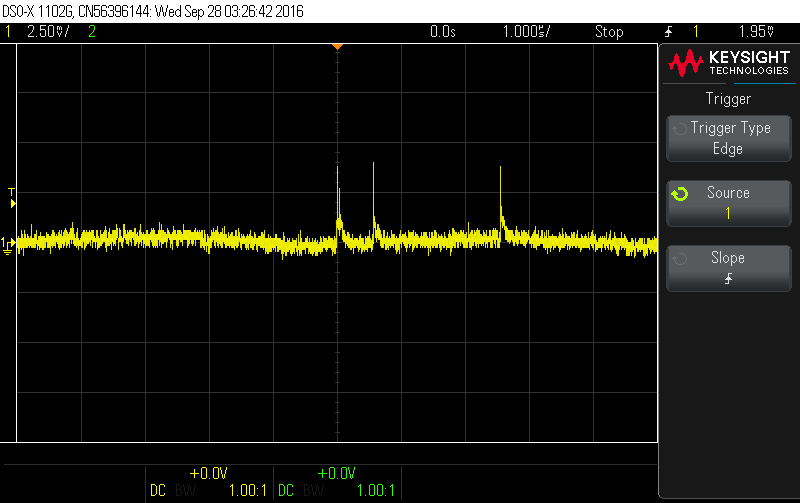 DSO-X 1102G, CN56396144: Wed Sep 28 03:26:42 2016
1 2.50V/ 2 0.0s 1.000s/ Stop 1 1.95V
KEYSIGHT
TECHNOLOGIES
Trigger
Trigger Type
Edge
Source
1
Slope
T
1
+0.0V +0.0V
DC BW 1.00:1 DC BW 1.00:1